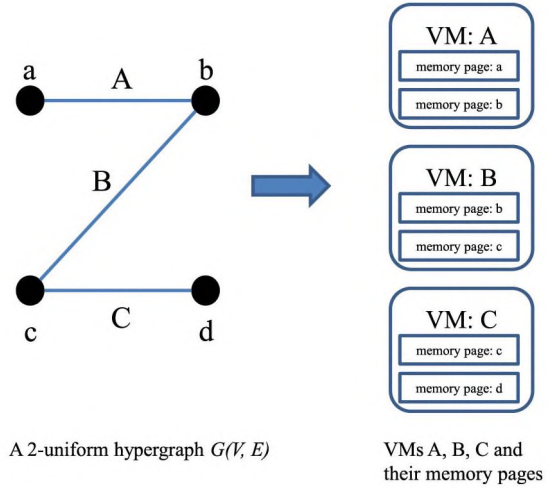 a
A
b
B
c
C
d
VM: A
memory page: a
memory page: b
VM: B
memory page: b
memory page: c
VM: C
memory page: c
memory page: d
A 2-uniform hypergraph G(V, E)
VMs A, B, C and
their memory pages